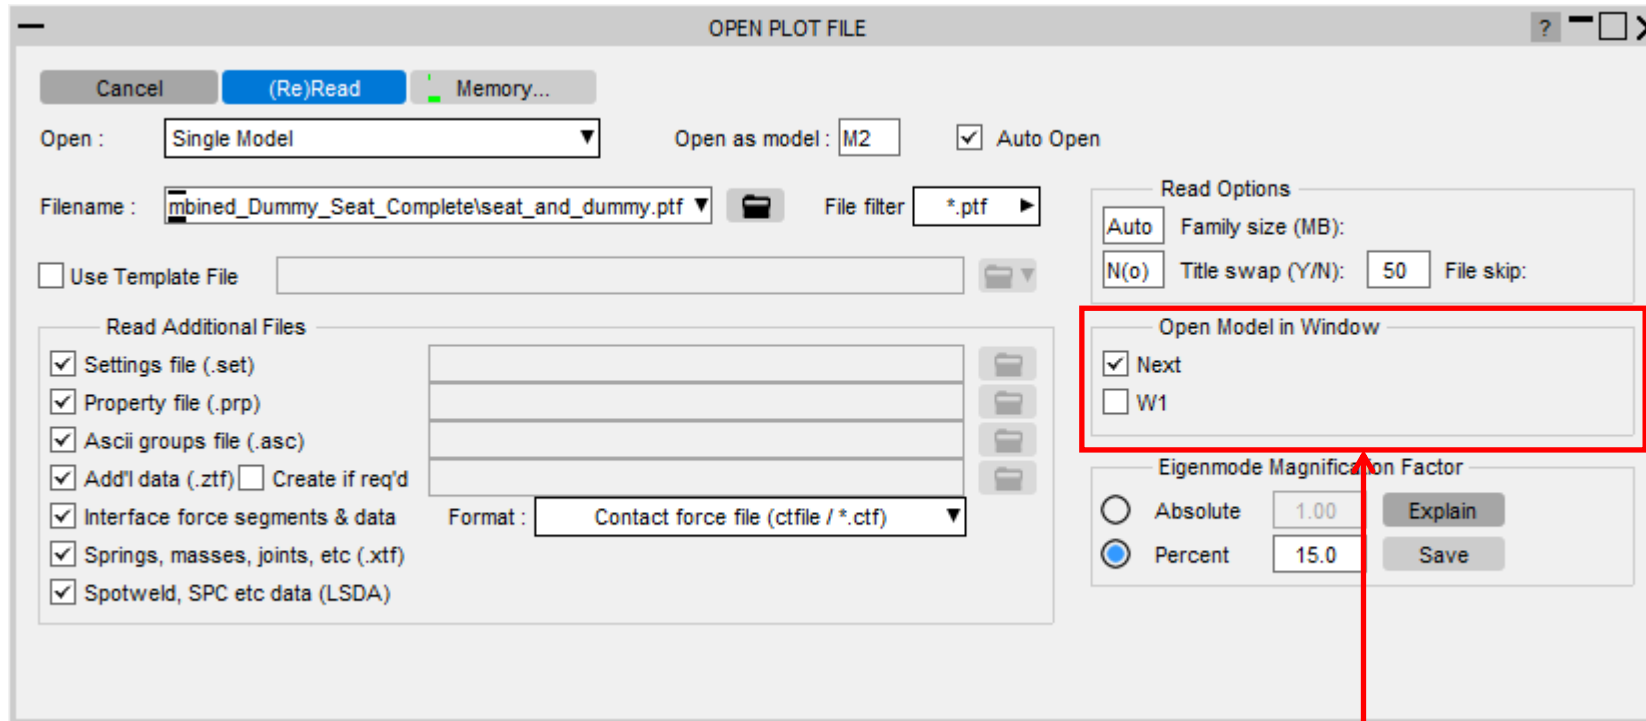 OPEN PLOT FILE ?
Cancel (Re)Read Memory...
Open : Single Model Open as model : M2 Auto Open
Filename : mbined_Dummy_Seat_Complete\seat_and_dummy.ptf File filter *.ptf
Use Template File
Read Additional Files
Settings file (.set)
Property file (.prp)
Ascii groups file (.asc)
Add'l data (.ztf) Create if req'd
Interface force segments & data Format : Contact force file (ctfile / *.ctf)
Springs, masses, joints, etc (.xtf)
Spotweld, SPC etc data (LSDA)
Read Options
Auto Family size (MB):
N(o) Title swap (Y/N): 50 File skip:
Open Model in Window
Next
W1
Eigenmode Magnification Factor
Absolute 1.00 Explain
Percent 15.0 Save